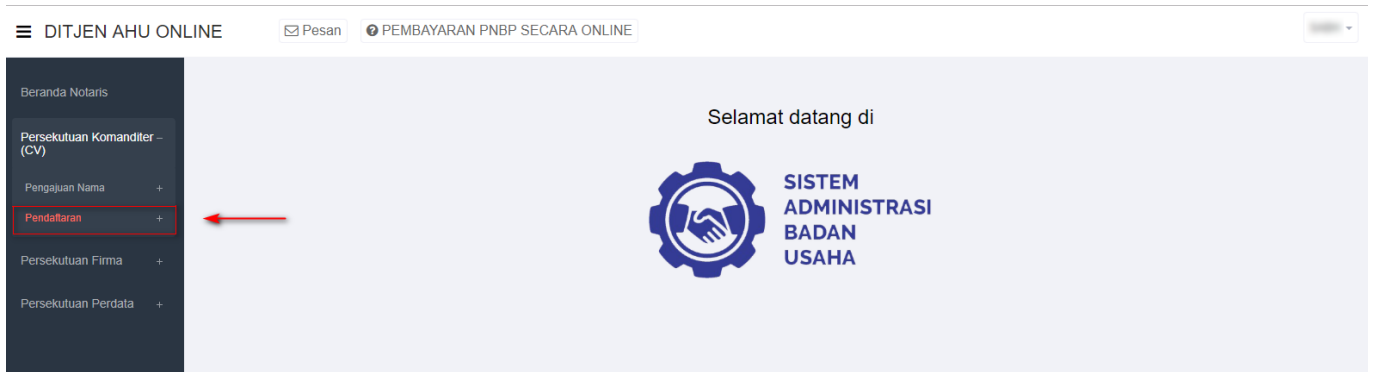 DITJEN AHU ONLINE
Pesan
PEMBAYARAN PNBP SECARA ONLINE
Beranda Notaris
Persekutuan Komanditer –
(CV)
Pengajuan Nama +
Pendaftaran +
Persekutuan Firma +
Persekutuan Perdata +
Selamat datang di
SISTEM
ADMINISTRASI
BADAN
USAHA